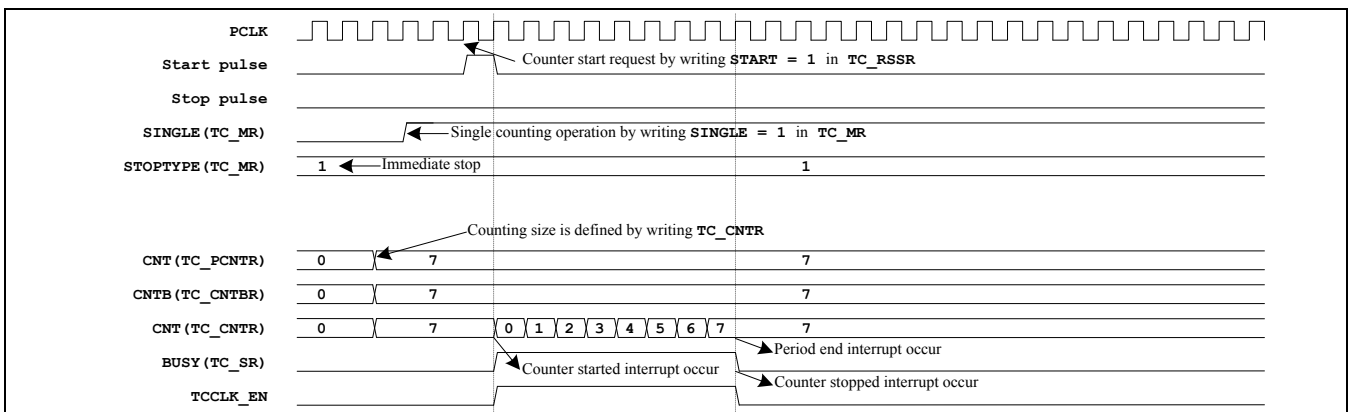 PCLK
Start pulse
Counter start request by writing START = 1 in TC_RSSR
Stop pulse
SINGLE(TC_MR)
Single counting operation by writing SINGLE = 1 in TC_MR
STOPTYPE(TC_MR) 1 Immediate stop 1
Counting size is defined by writing TC_CNTR
CNT(TC_PCNTR) 0 7 7
CNTB(TC_CNTBR) 0 7 7
CNT(TC_CNTR) 0 7 0 1 2 3 4 5 6 7 7
Period end interrupt occur
BUSY(TC_SR)
Counter started interrupt occur
Counter stopped interrupt occur
TCCLK_EN